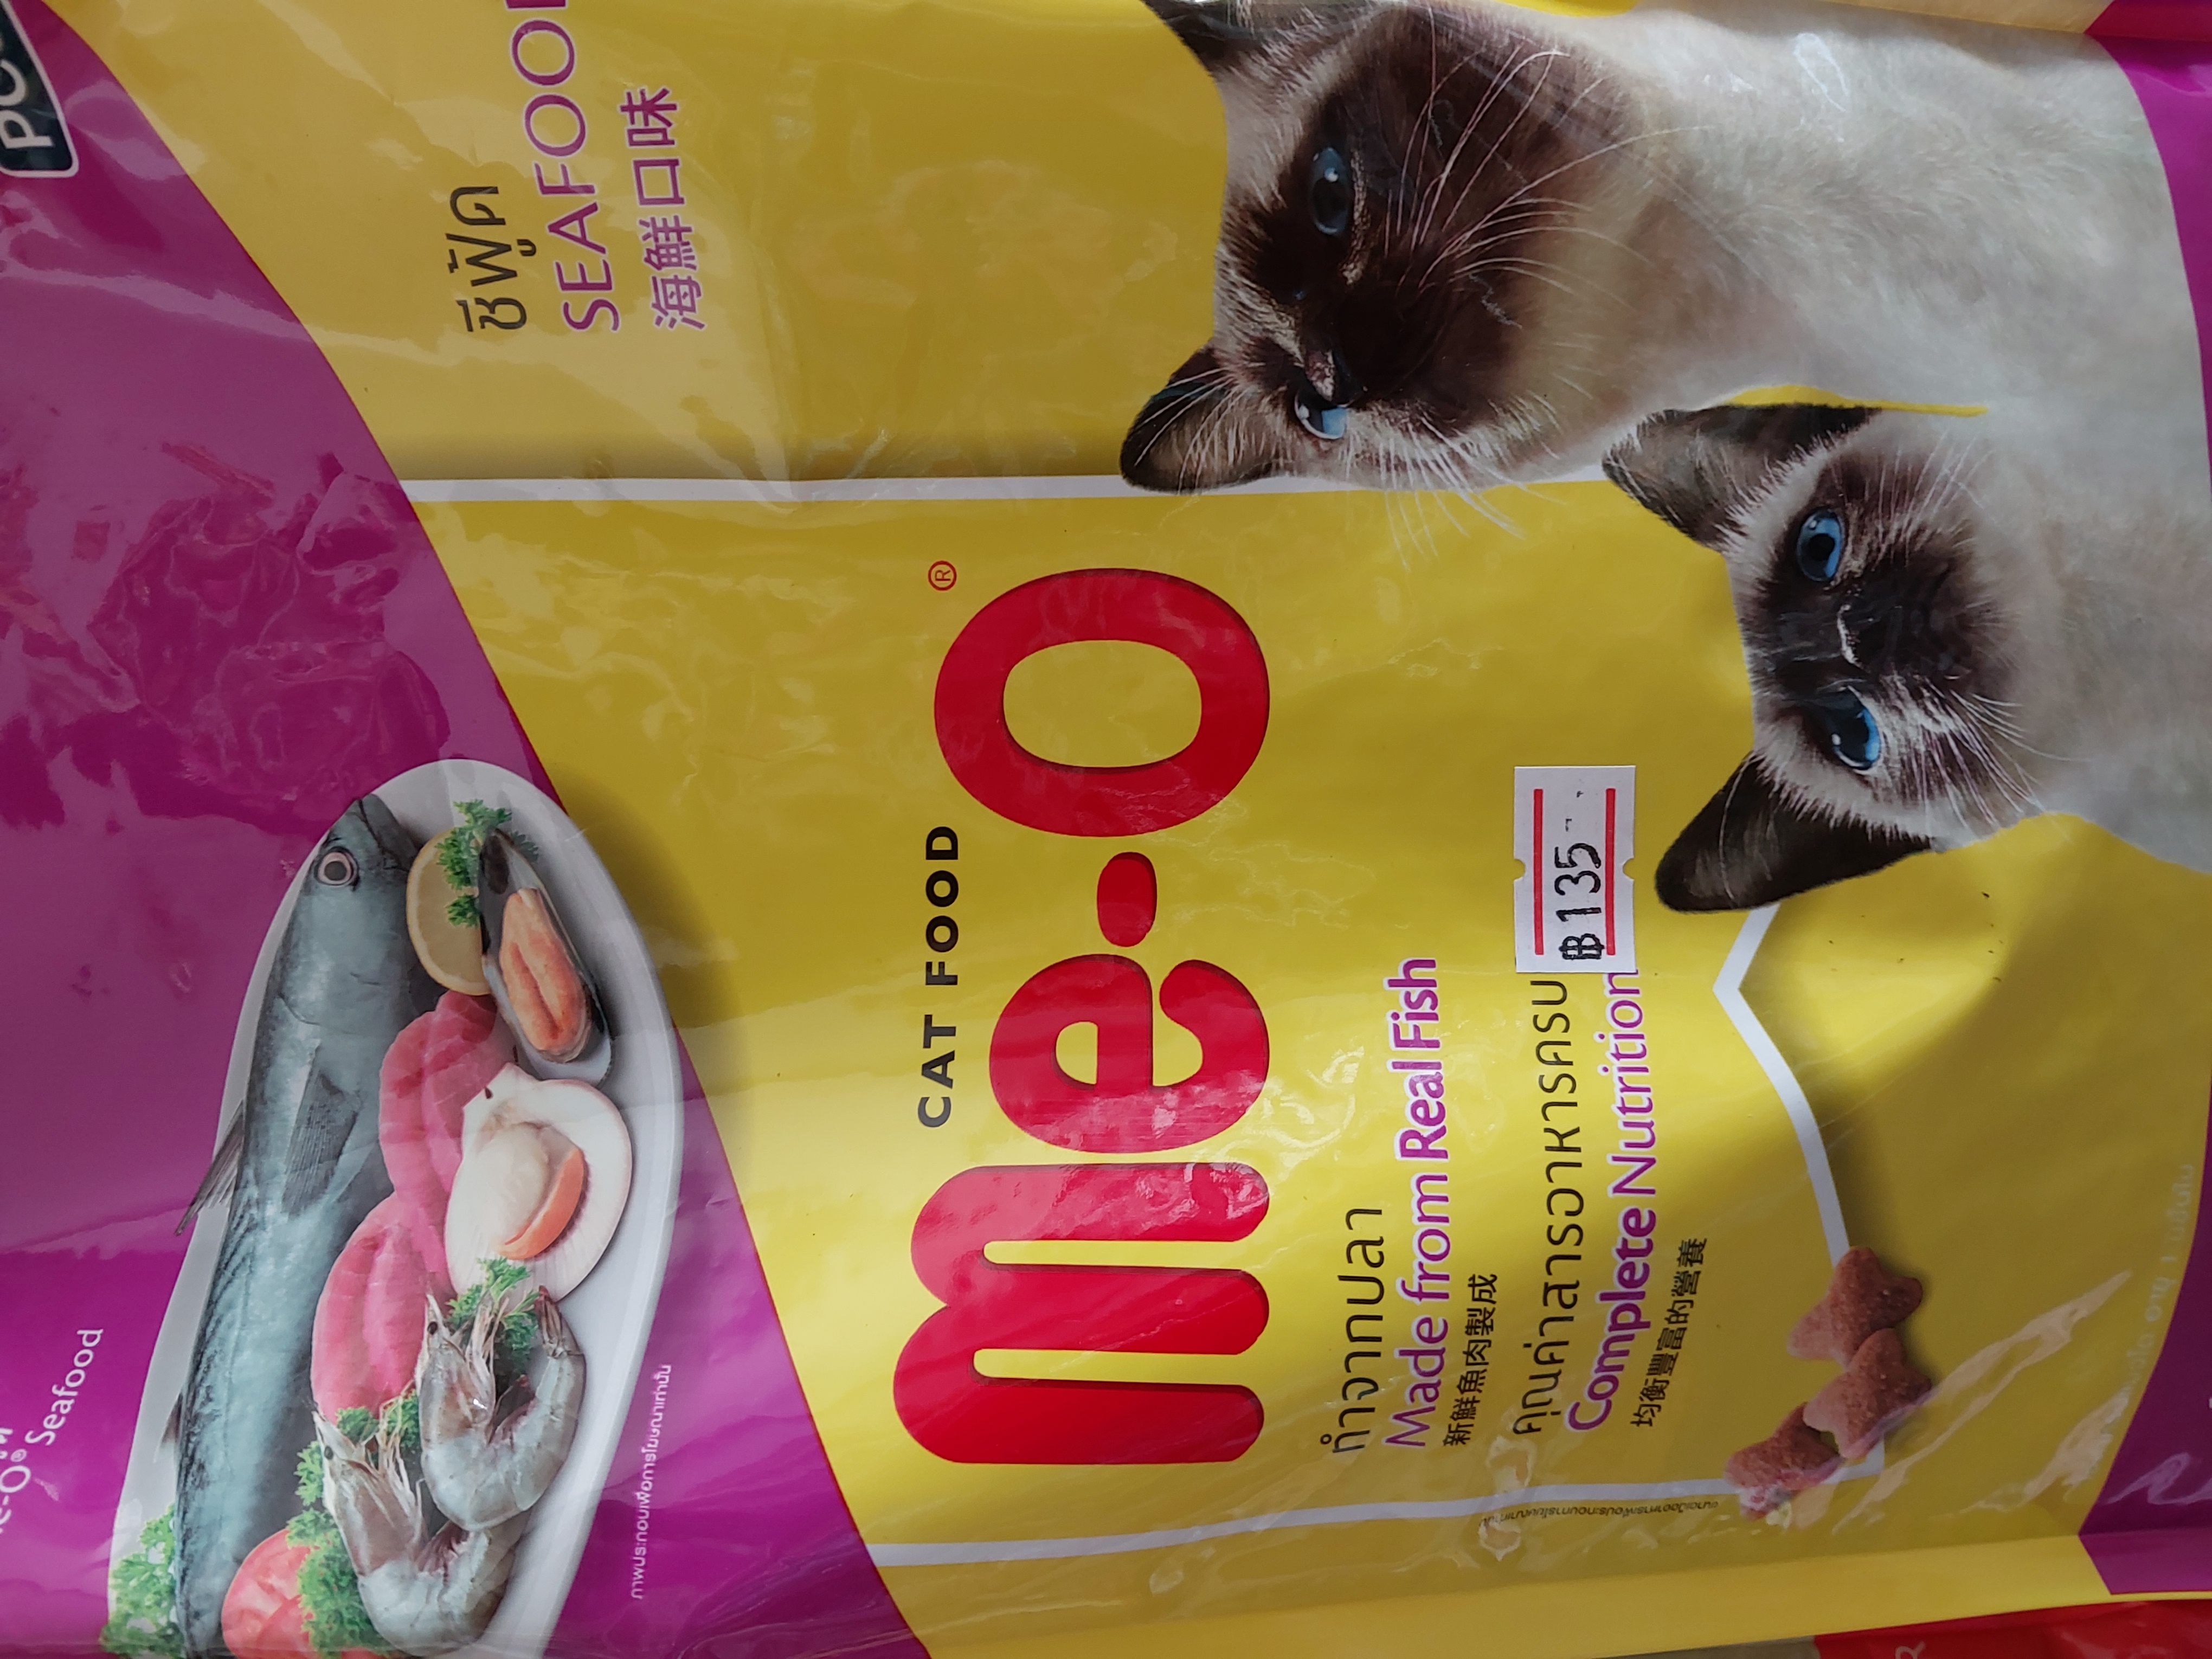 Seafood
PC
ภาพประกอบเพื่อการโฆษณาเท่านั้น
ซีฟู้ด
SEAFOO
海鮮口味
CAT FOOD
me-O®
ทำจากปลา
Made from Real Fish
新鮮魚肉製成
คุณค่าสารอาหารครบ
฿135
Complete Nutrition
均衡豐富的營養